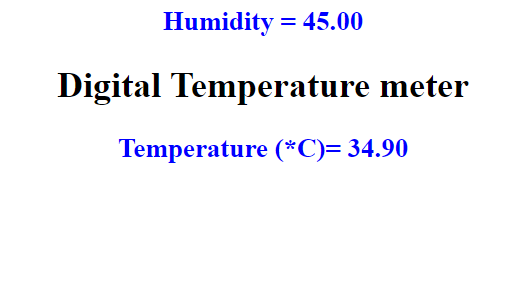 Humidity = 45.00
Digital Temperature meter
Temperature (*C)= 34.90